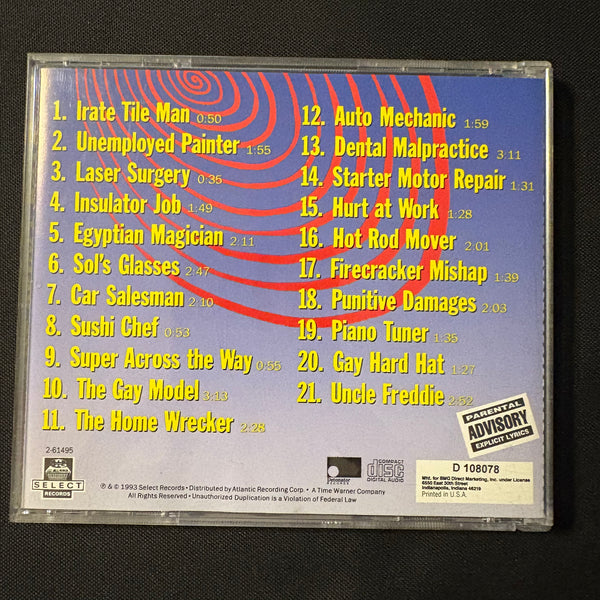 1. Irate Tile Man 0:50
2. Unemployed Painter 1:55
3. Laser Surgery 0:35
4. Insulator Job 1:49
5. Egyptian Magician 2:11
6. Sol's Glasses 2:47
7. Car Salesman 2:10
8. Sushi Chef 0:53
9. Super Across the Way 0:55
10. The Gay Model 3:13
11. The Home Wrecker 2:28
12. Auto Mechanic 1:59
13. Dental Malpractice 3:11
14. Starter Motor Repair 1:31
15. Hurt at Work 1:28
16. Hot Rod Mover 2:01
17. Firecracker Mishap 1:39
18. Punitive Damages 2:03
19. Piano Tuner 1:35
20. Gay Hard Hat 1:27
21. Uncle Freddie 2:52
PARENTAL
ADVISORY
EXPLICIT LYRICS
2-61495
SELECT
RECORDS
℗ & © 1993 Select Records • Distributed by Atlantic Recording Corp • A Time Warner Company
All Rights Reserved • Unauthorized Duplication is a Violation of Federal Law
Detonator
RECORDS
COMPACT
disc
DIGITAL AUDIO
D 108078
Mfd. for BMG Direct Marketing, Inc. under License
6550 East 30th Street
Indianapolis, Indiana 46219
Printed in U.S.A.